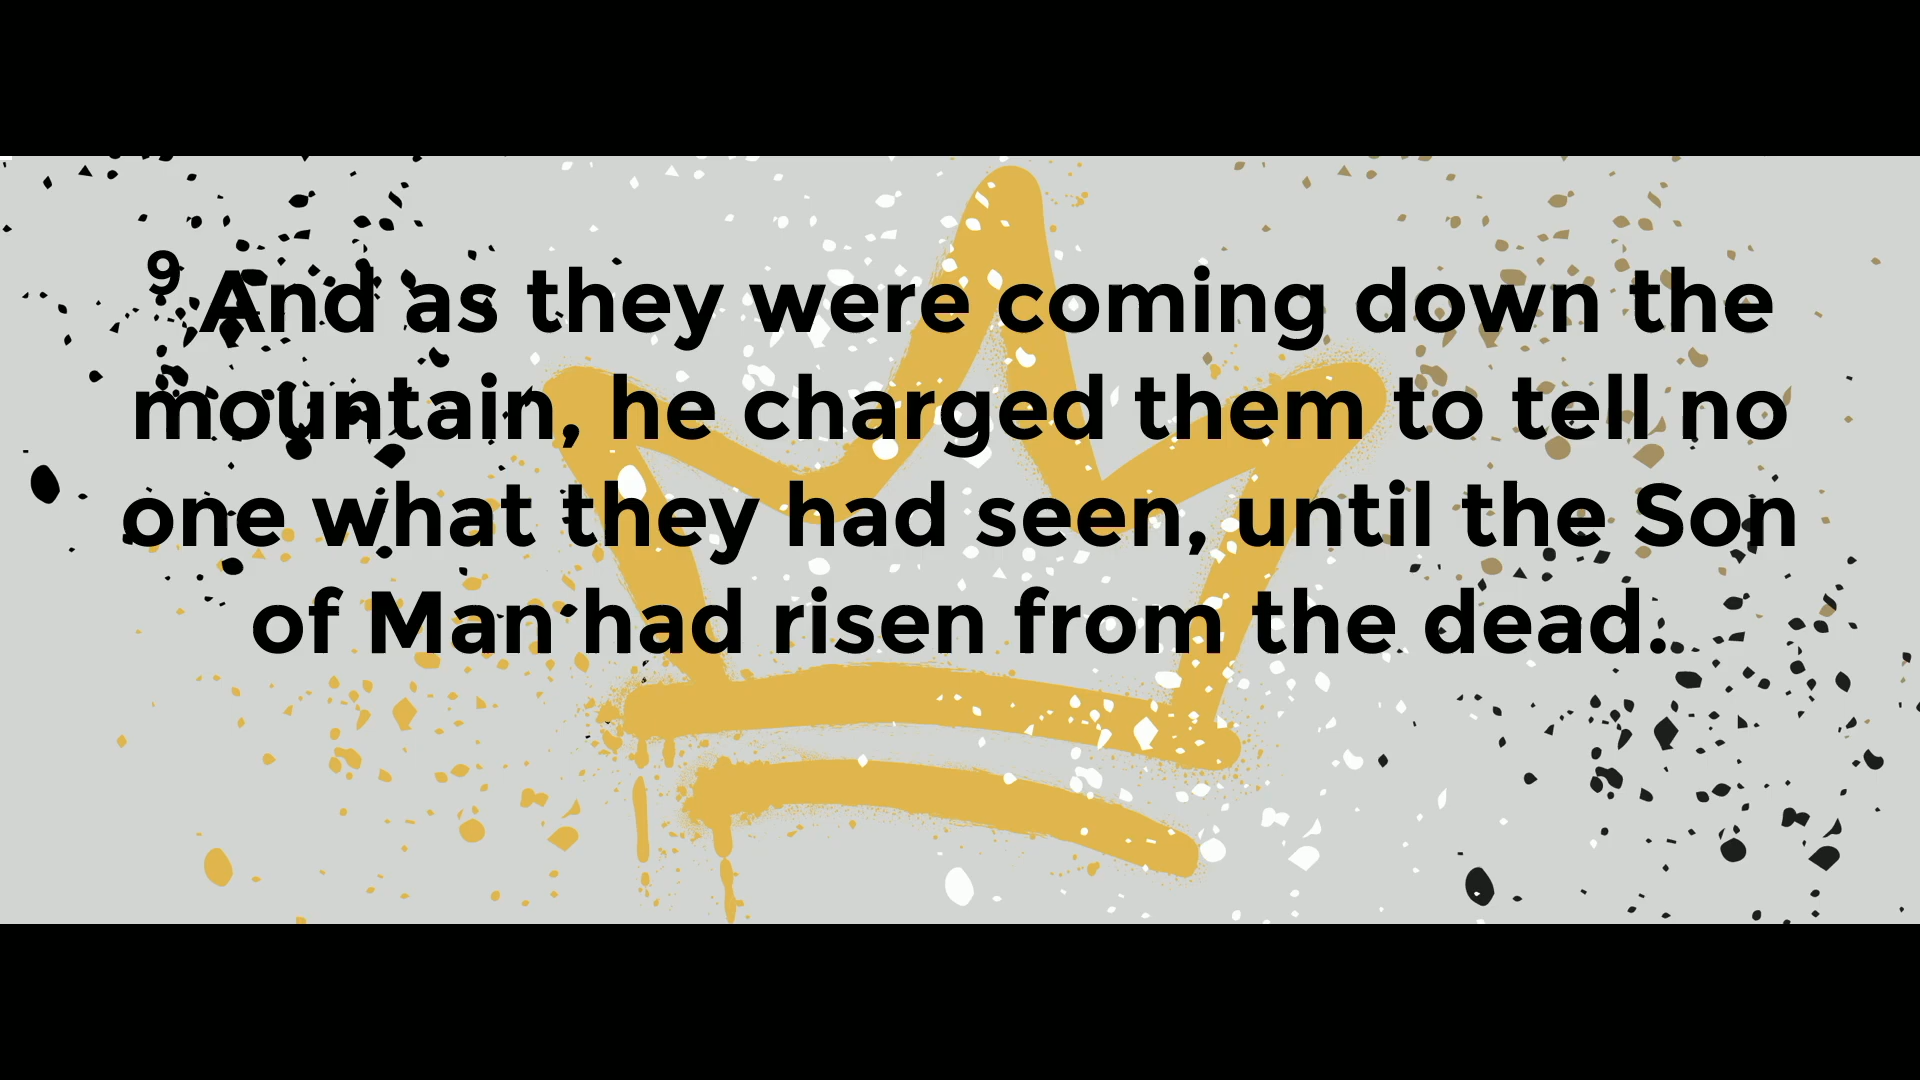 9 And as they were coming down the
mountain, he charged them to tell no
one what they had seen, until the Son
of Man had risen from the dead.